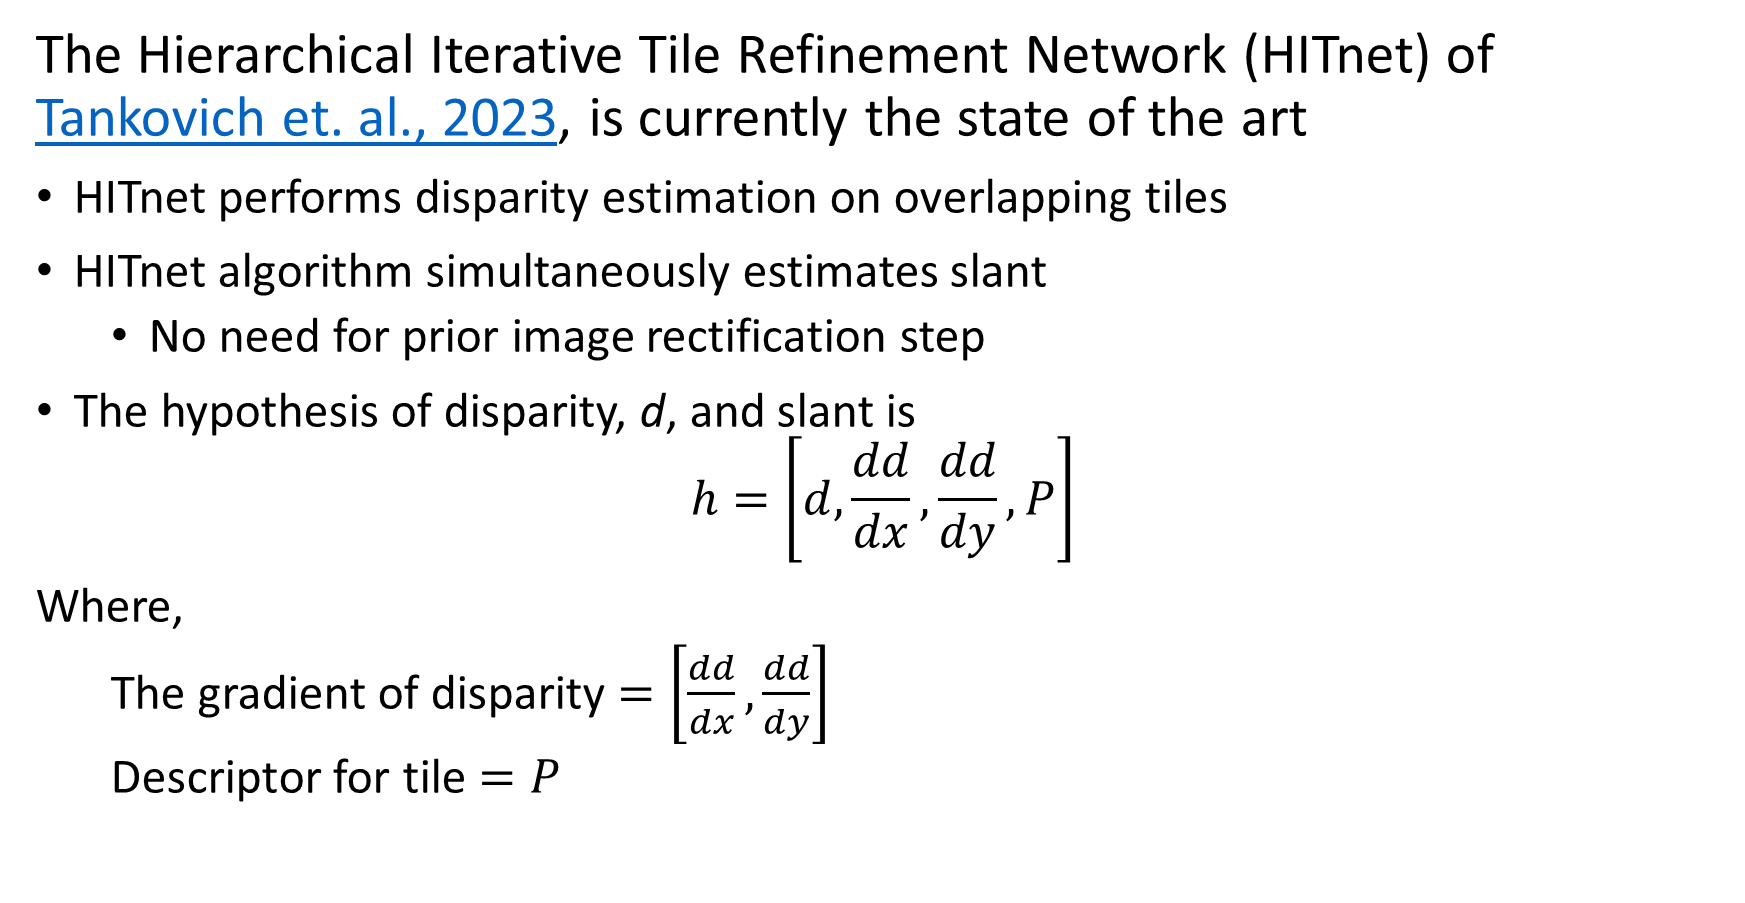 The Hierarchical Iterative Tile Refinement Network (HITnet) of
Tankovich et. al., 2023, is currently the state of the art
• HITnet performs disparity estimation on overlapping tiles
• HITnet algorithm simultaneously estimates slant
• No need for prior image rectification step
• The hypothesis of disparity, d, and slant is
h = [d, dd/dx, dd/dy, P]
Where,
The gradient of disparity = [dd/dx, dd/dy]
Descriptor for tile = P